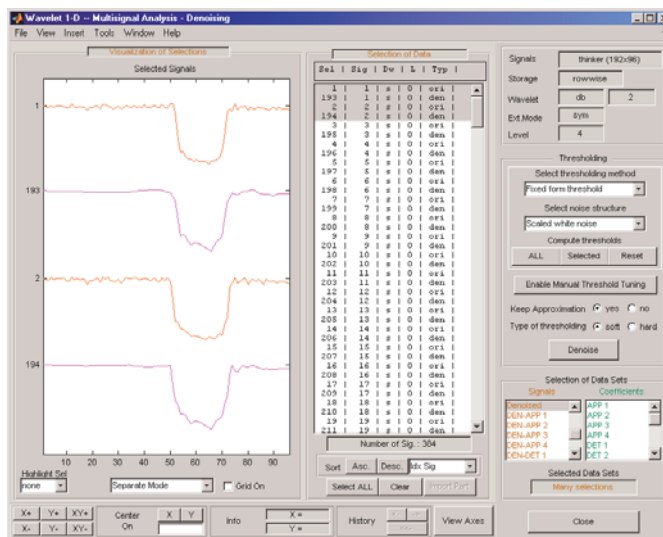 Wavelet 1-D -- Multisignal Analysis - Denoising
File View Insert Tools Window Help
Visualization of Selections
Selected Signals
1
193
2
194
10 20 30 40 50 60 70 80 90
Highlight Sel
none
Separate Mode
Grid On
Selection of Data
Sel | Sig | Dw | L | Typ |
1 | 1 | s | 0 | ori |
193 | 1 | s | 0 | den |
2 | 2 | s | 0 | ori |
194 | 2 | s | 0 | den |
3 | 3 | s | 0 | ori |
195 | 3 | s | 0 | den |
4 | 4 | s | 0 | ori |
196 | 4 | s | 0 | den |
5 | 5 | s | 0 | ori |
197 | 5 | s | 0 | den |
6 | 6 | s | 0 | ori |
198 | 6 | s | 0 | den |
7 | 7 | s | 0 | ori |
199 | 7 | s | 0 | den |
8 | 8 | s | 0 | ori |
200 | 8 | s | 0 | den |
9 | 9 | s | 0 | ori |
201 | 9 | s | 0 | den |
10 | 10 | s | 0 | ori |
202 | 10 | s | 0 | den |
11 | 11 | s | 0 | ori |
203 | 11 | s | 0 | den |
12 | 12 | s | 0 | ori |
204 | 12 | s | 0 | den |
13 | 13 | s | 0 | ori |
205 | 13 | s | 0 | den |
14 | 14 | s | 0 | ori |
206 | 14 | s | 0 | den |
15 | 15 | s | 0 | ori |
207 | 15 | s | 0 | den |
16 | 16 | s | 0 | ori |
208 | 16 | s | 0 | den |
17 | 17 | s | 0 | ori |
209 | 17 | s | 0 | den |
18 | 18 | s | 0 | ori |
210 | 18 | s | 0 | den |
19 | 19 | s | 0 | ori |
211 | 19 | s | 0 | den |
Number of Sig. : 384
Sort Asc. Desc. Idx Sig
Select ALL Clear Import Part
Signals thinker (192x96)
Storage rowwise
Wavelet db 2
Ext.Mode sym
Level 4
Thresholding
Select thresholding method
Fixed form threshold
Select noise structure
Scaled white noise
Compute thresholds
ALL Selected Reset
Enable Manual Threshold Tuning
Keep Approximation yes no
Type of thresholding soft hard
Denoise
Selection of Data Sets
Signals Coefficients
Denoised APP 1
DEN-APP 1 APP 2
DEN-APP 2 APP 3
DEN-APP 3 APP 4
DEN-APP 4 DET 1
DEN-DET 1 DET 2
Selected Data Sets
Many selections
X+ Y+ XY+
X- Y- XY-
Center On X Y
Info X = Y =
History
View Axes
Close